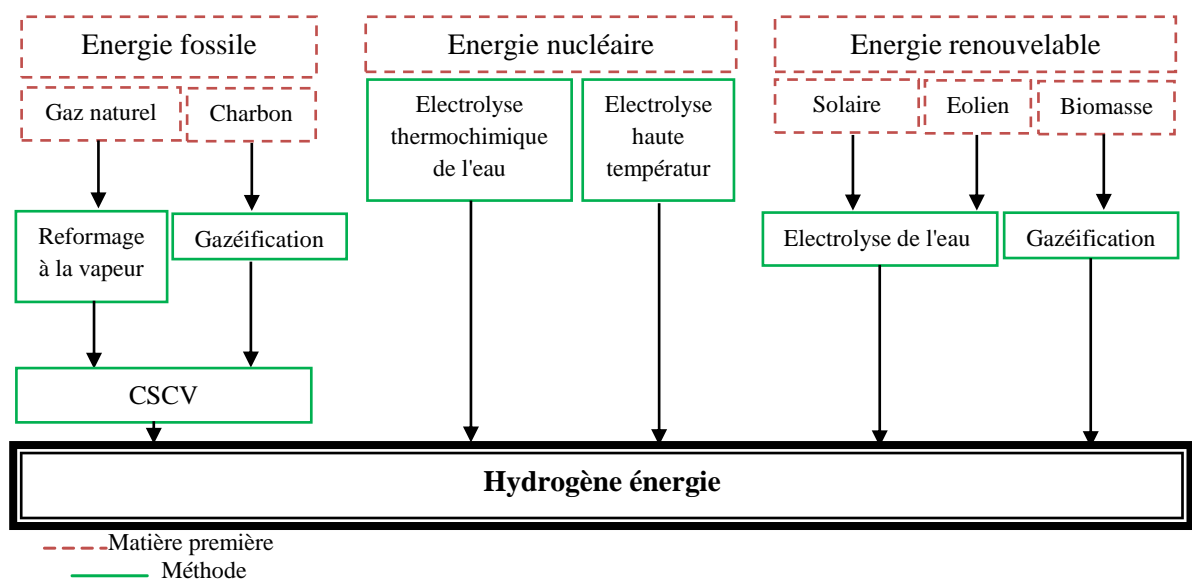 Energie fossile
Energie nucléaire
Energie renouvelable
Gaz naturel
Charbon
Electrolyse
thermochimique
de l'eau
Electrolyse
haute
températur
Solaire
Eolien
Biomasse
Reformage
à la vapeur
Gazéification
Electrolyse de l'eau
Gazéification
CSCV
Hydrogène énergie
Matière première
Méthode